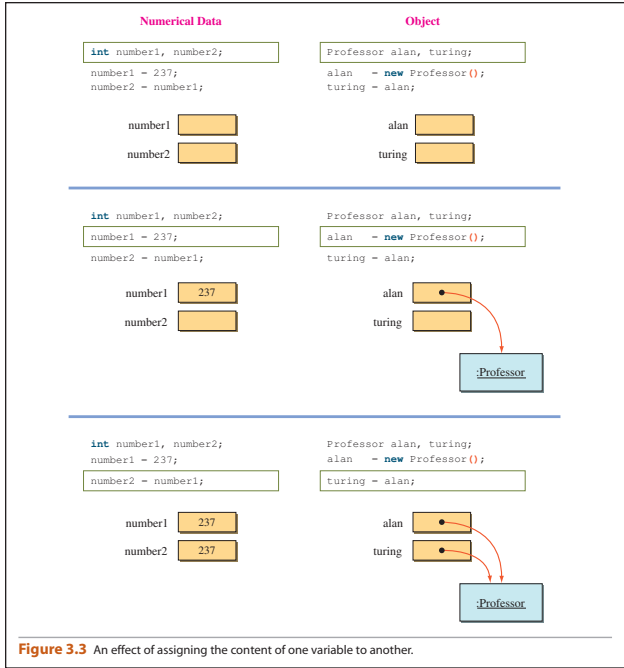 Numerical Data Object
int number1, number2; Professor alan, turing;
number1 = 237; alan = new Professor();
number2 = number1; turing = alan;
number1 alan
number2 turing
int number1, number2; Professor alan, turing;
number1 = 237; alan = new Professor();
number2 = number1; turing = alan;
number1 237 alan
number2 turing
:Professor
int number1, number2; Professor alan, turing;
number1 = 237; alan = new Professor();
number2 = number1; turing = alan;
number1 237 alan
number2 237 turing
:Professor
Figure 3.3 An effect of assigning the content of one variable to another.